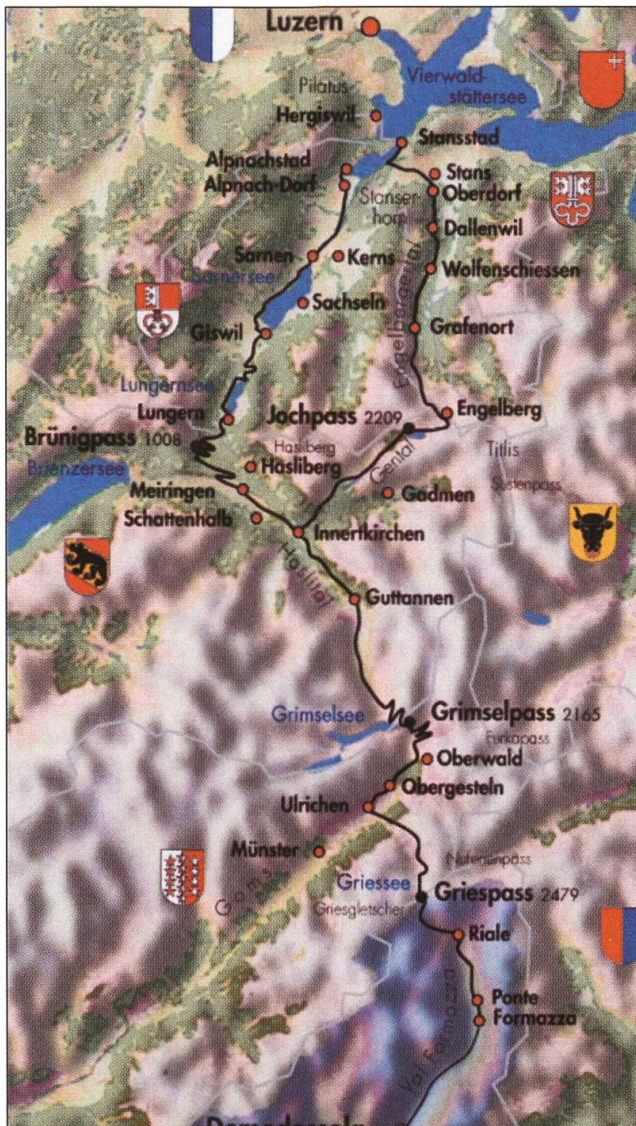 Luzern
Pilatus
Vierwald-
stättersee
Hergiswil
Stansstad
Alpnachstad
Stans
Alpnach-Dorf
Oberdorf
Stanser-
horn
Dallenwil
Sarnen
Kerns
Sarnersee
Wolfenschiessen
Sachseln
Engelbergertal
Giswil
Grafenort
Lungernsee
Lungern
Jochpass 2209
Engelberg
Brünigpass 1008
Hasliberg
Titlis
Brienzersee
Hasliberg
Gental
Meiringen
Gadmen
Sustenpass
Schattenhalb
Innertkirchen
Haslital
Guttannen
Grimselsee
Grimselpass 2165
Furkapass
Oberwald
Obergesteln
Ulrichen
Münster
Nufenenpass
Goms
Griessee
Griespass 2479
Griesgletscher
Riale
Ponte
Formazza
Val Formazza